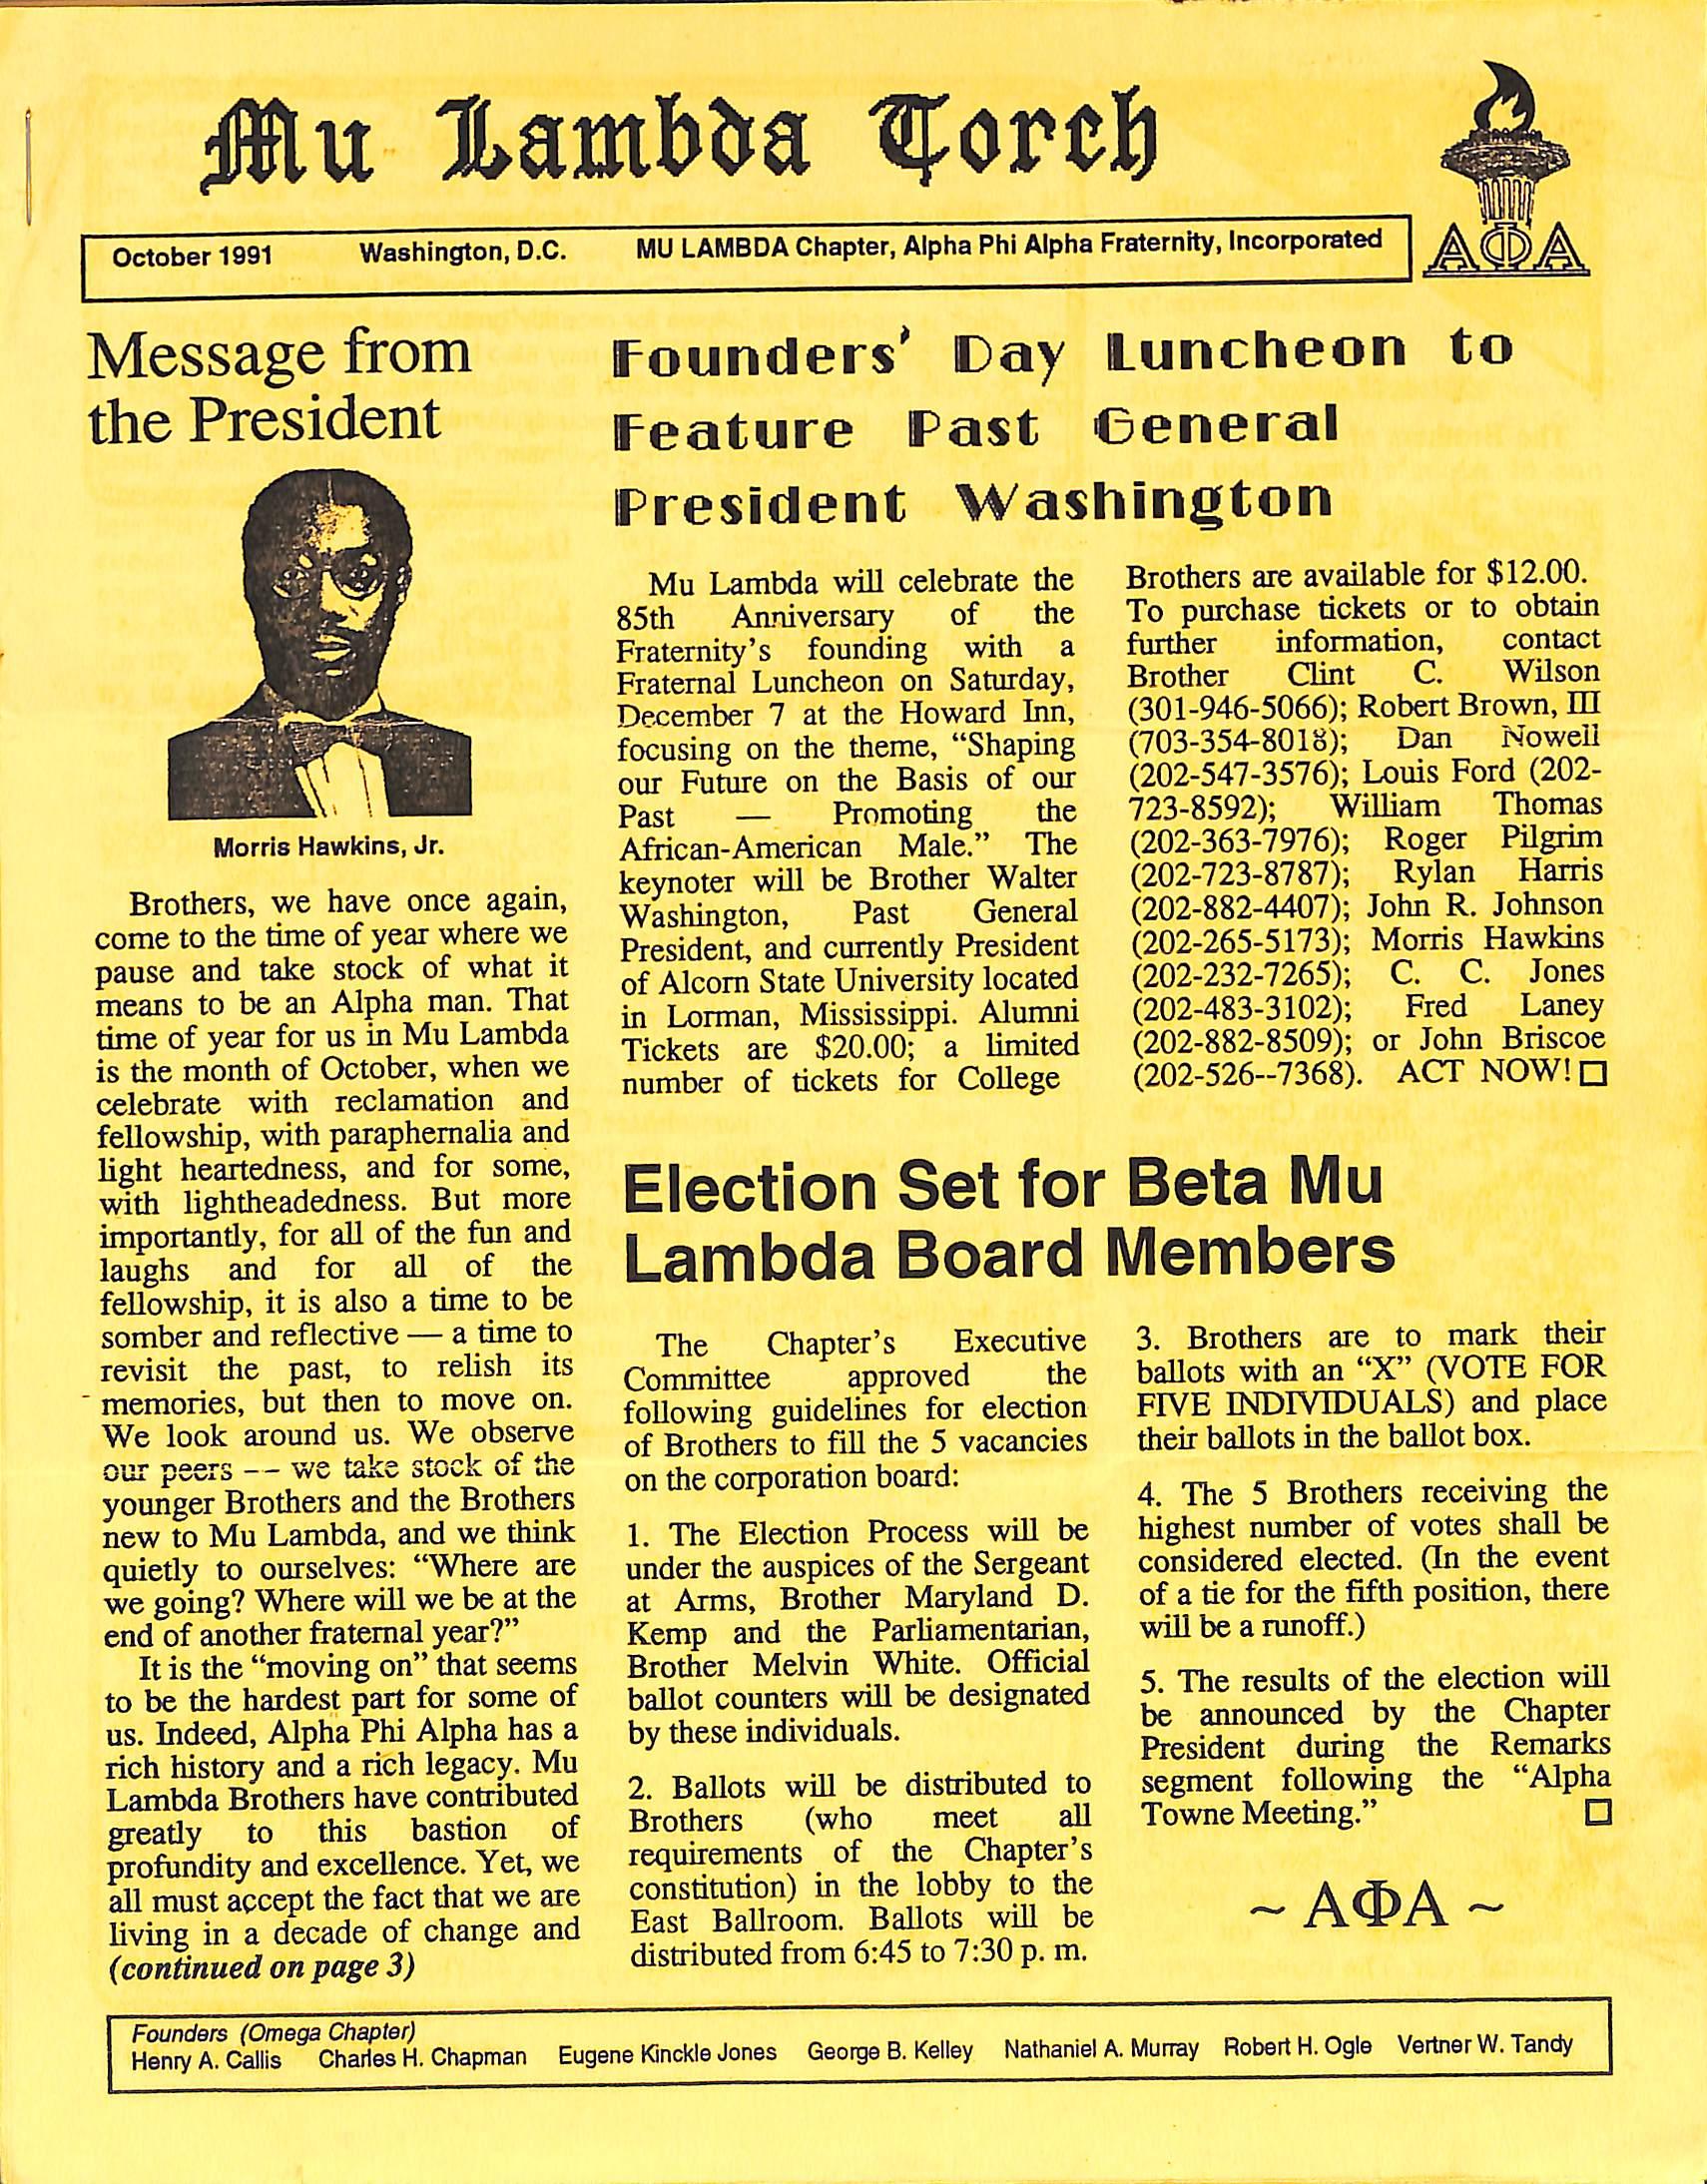 Mu Lambda Torch
October 1991 Washington, D.C. MU LAMBDA Chapter, Alpha Phi Alpha Fraternity, Incorporated
ΑΦΑ
Message from
the President
Morris Hawkins, Jr.
Brothers, we have once again,
come to the time of year where we
pause and take stock of what it
means to be an Alpha man. That
time of year for us in Mu Lambda
is the month of October, when we
celebrate with reclamation and
fellowship, with paraphernalia and
light heartedness, and for some,
with lightheadedness. But more
importantly, for all of the fun and
laughs and for all of the
fellowship, it is also a time to be
somber and reflective — a time to
revisit the past, to relish its
memories, but then to move on.
We look around us. We observe
our peers -- we take stock of the
younger Brothers and the Brothers
new to Mu Lambda, and we think
quietly to ourselves: “Where are
we going? Where will we be at the
end of another fraternal year?”
It is the “moving on” that seems
to be the hardest part for some of
us. Indeed, Alpha Phi Alpha has a
rich history and a rich legacy. Mu
Lambda Brothers have contributed
greatly to this bastion of
profundity and excellence. Yet, we
all must accept the fact that we are
living in a decade of change and
(continued on page 3)
Founders’ Day Luncheon to
Feature Past General
President Washington
Mu Lambda will celebrate the
85th Anniversary of the
Fraternity’s founding with a
Fraternal Luncheon on Saturday,
December 7 at the Howard Inn,
focusing on the theme, “Shaping
our Future on the Basis of our
Past — Promoting the
African-American Male.” The
keynoter will be Brother Walter
Washington, Past General
President, and currently President
of Alcorn State University located
in Lorman, Mississippi. Alumni
Tickets are $20.00; a limited
number of tickets for College
Brothers are available for $12.00.
To purchase tickets or to obtain
further information, contact
Brother Clint C. Wilson
(301-946-5066); Robert Brown, III
(703-354-8018); Dan Nowell
(202-547-3576); Louis Ford (202-
723-8592); William Thomas
(202-363-7976); Roger Pilgrim
(202-723-8787); Rylan Harris
(202-882-4407); John R. Johnson
(202-265-5173); Morris Hawkins
(202-232-7265); C. C. Jones
(202-483-3102); Fred Laney
(202-882-8509); or John Briscoe
(202-526--7368). ACT NOW!
Election Set for Beta Mu
Lambda Board Members
The Chapter’s Executive
Committee approved the
following guidelines for election
of Brothers to fill the 5 vacancies
on the corporation board:
1. The Election Process will be
under the auspices of the Sergeant
at Arms, Brother Maryland D.
Kemp and the Parliamentarian,
Brother Melvin White. Official
ballot counters will be designated
by these individuals.
2. Ballots will be distributed to
Brothers (who meet all
requirements of the Chapter’s
constitution) in the lobby to the
East Ballroom. Ballots will be
distributed from 6:45 to 7:30 p. m.
3. Brothers are to mark their
ballots with an “X” (VOTE FOR
FIVE INDIVIDUALS) and place
their ballots in the ballot box.
4. The 5 Brothers receiving the
highest number of votes shall be
considered elected. (In the event
of a tie for the fifth position, there
will be a runoff.)
5. The results of the election will
be announced by the Chapter
President during the Remarks
segment following the “Alpha
Towne Meeting.”
~ ΑΦΑ ~
Founders (Omega Chapter)
Henry A. Callis Charles H. Chapman Eugene Kinckle Jones George B. Kelley Nathaniel A. Murray Robert H. Ogle Vertner W. Tandy